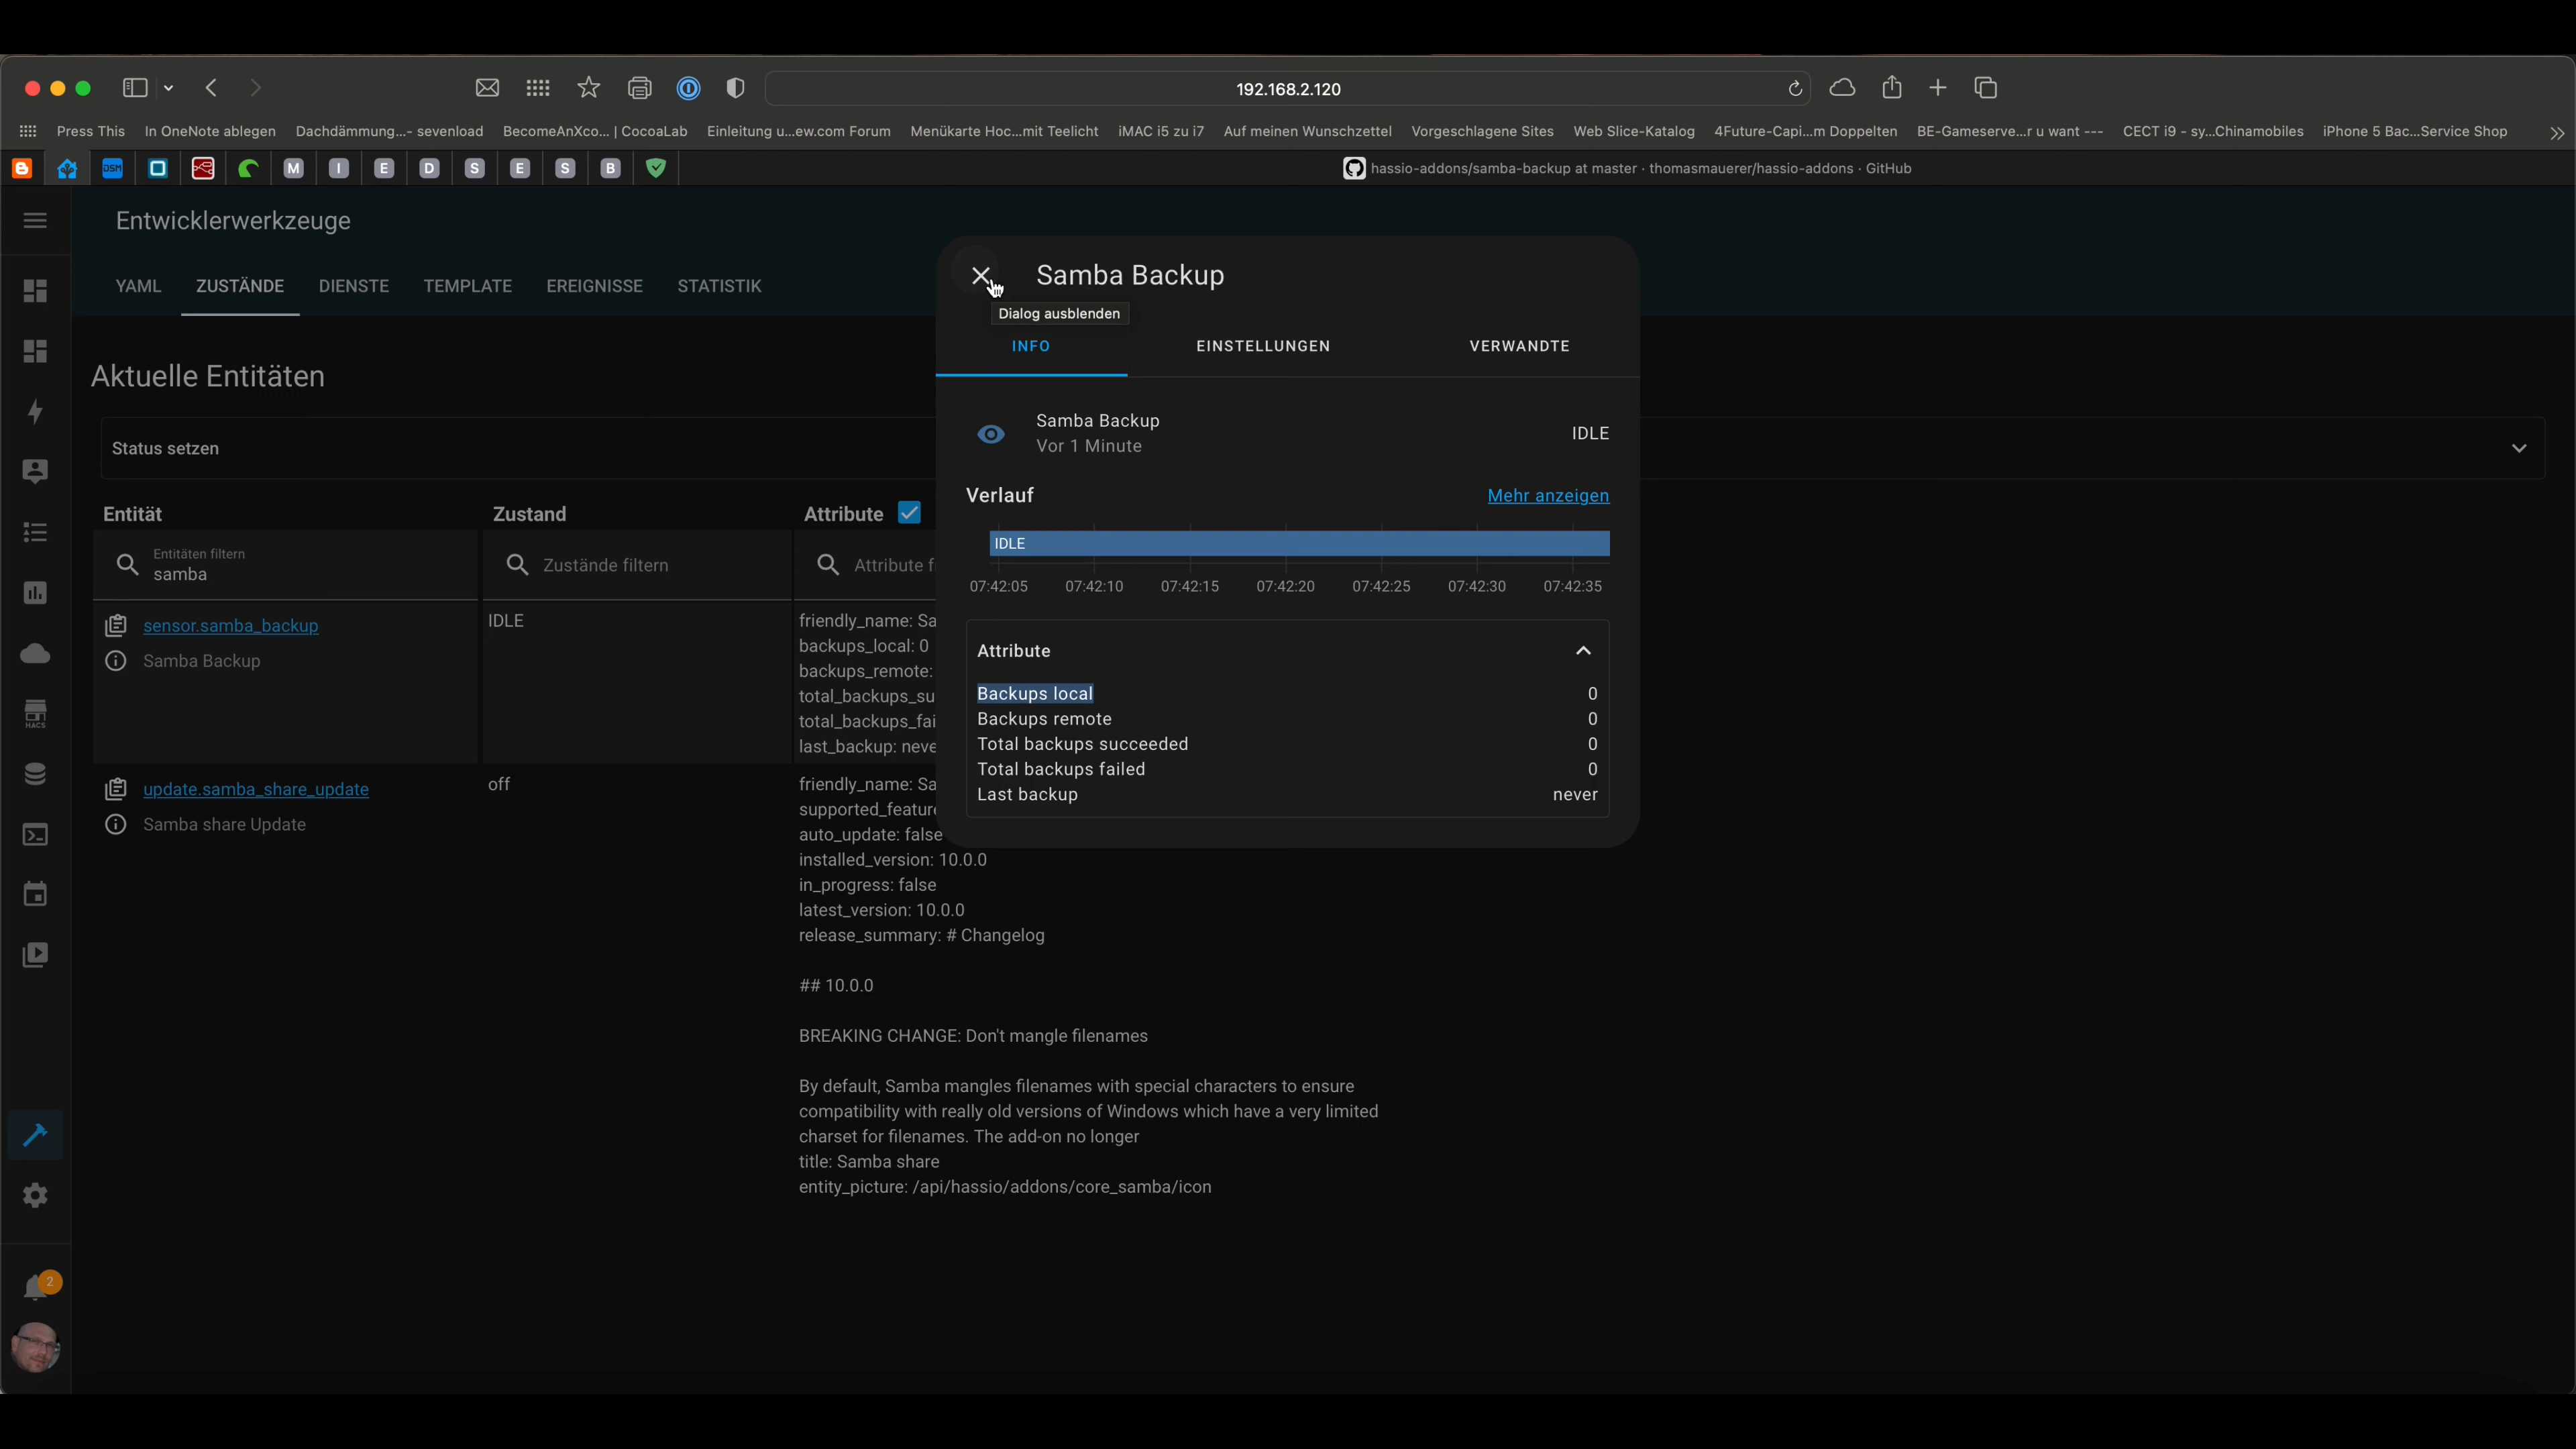 192.168.2.120
Press This
In OneNote ablegen
Dachdämmung...- sevenload
BecomeAnXco... | CocoaLab
Einleitung u...ew.com Forum
Menükarte Hoc...mit Teelicht
iMAC i5 zu i7
Auf meinen Wunschzettel
Vorgeschlagene Sites
Web Slice-Katalog
4Future-Capi...m Doppelten
BE-Gameserve...r u want ---
CECT i9 - sy...Chinamobiles
iPhone 5 Bac...Service Shop
DSM
M
I
E
D
S
E
S
B
hassio-addons/samba-backup at master · thomasmauerer/hassio-addons · GitHub
Entwicklerwerkzeuge
YAML
ZUSTÄNDE
DIENSTE
TEMPLATE
EREIGNISSE
STATISTIK
Samba Backup
Dialog ausblenden
INFO
EINSTELLUNGEN
VERWANDTE
Aktuelle Entitäten
Status setzen
Samba Backup
Vor 1 Minute
IDLE
Verlauf
Mehr anzeigen
IDLE
07:42:05
07:42:10
07:42:15
07:42:20
07:42:25
07:42:30
07:42:35
Attribute
Backups local 0
Backups remote 0
Total backups succeeded 0
Total backups failed 0
Last backup never
Entität
Zustand
Attribute
Entitäten filtern
samba
Zustände filtern
Attribute f
sensor.samba_backup
Samba Backup
IDLE
friendly_name: Sa
backups_local: 0
backups_remote:
total_backups_su
total_backups_fai
last_backup: neve
update.samba_share_update
Samba share Update
off
friendly_name: Sa
supported_feature
auto_update: false
installed_version: 10.0.0
in_progress: false
latest_version: 10.0.0
release_summary: # Changelog
## 10.0.0
BREAKING CHANGE: Don't mangle filenames
By default, Samba mangles filenames with special characters to ensure
compatibility with really old versions of Windows which have a very limited
charset for filenames. The add-on no longer
title: Samba share
entity_picture: /api/hassio/addons/core_samba/icon
HACS
2